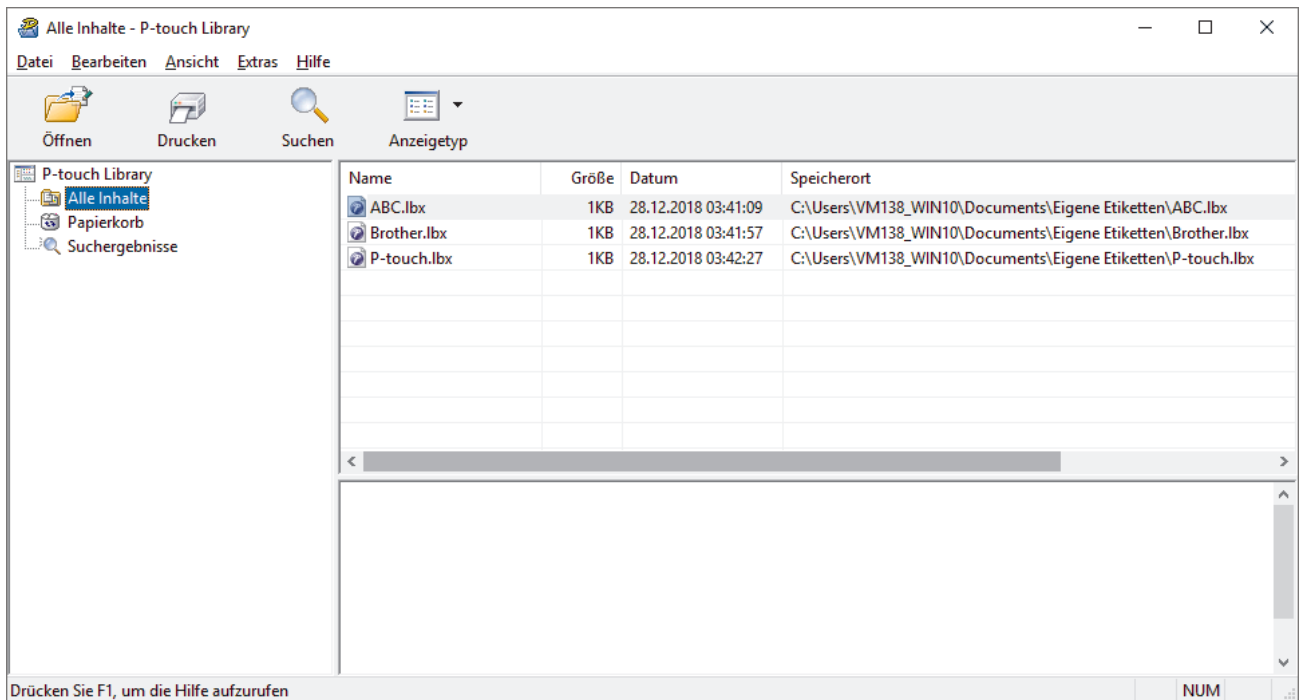 Alle Inhalte - P-touch Library
Datei Bearbeiten Ansicht Extras Hilfe
Öffnen Drucken Suchen Anzeigetyp
P-touch Library
Alle Inhalte
Papierkorb
Suchergebnisse
Name Größe Datum Speicherort
ABC.lbx 1KB 28.12.2018 03:41:09 C:\Users\VM138_WIN10\Documents\Eigene Etiketten\ABC.lbx
Brother.lbx 1KB 28.12.2018 03:41:57 C:\Users\VM138_WIN10\Documents\Eigene Etiketten\Brother.lbx
P-touch.lbx 1KB 28.12.2018 03:42:27 C:\Users\VM138_WIN10\Documents\Eigene Etiketten\P-touch.lbx
Drücken Sie F1, um die Hilfe aufzurufen NUM